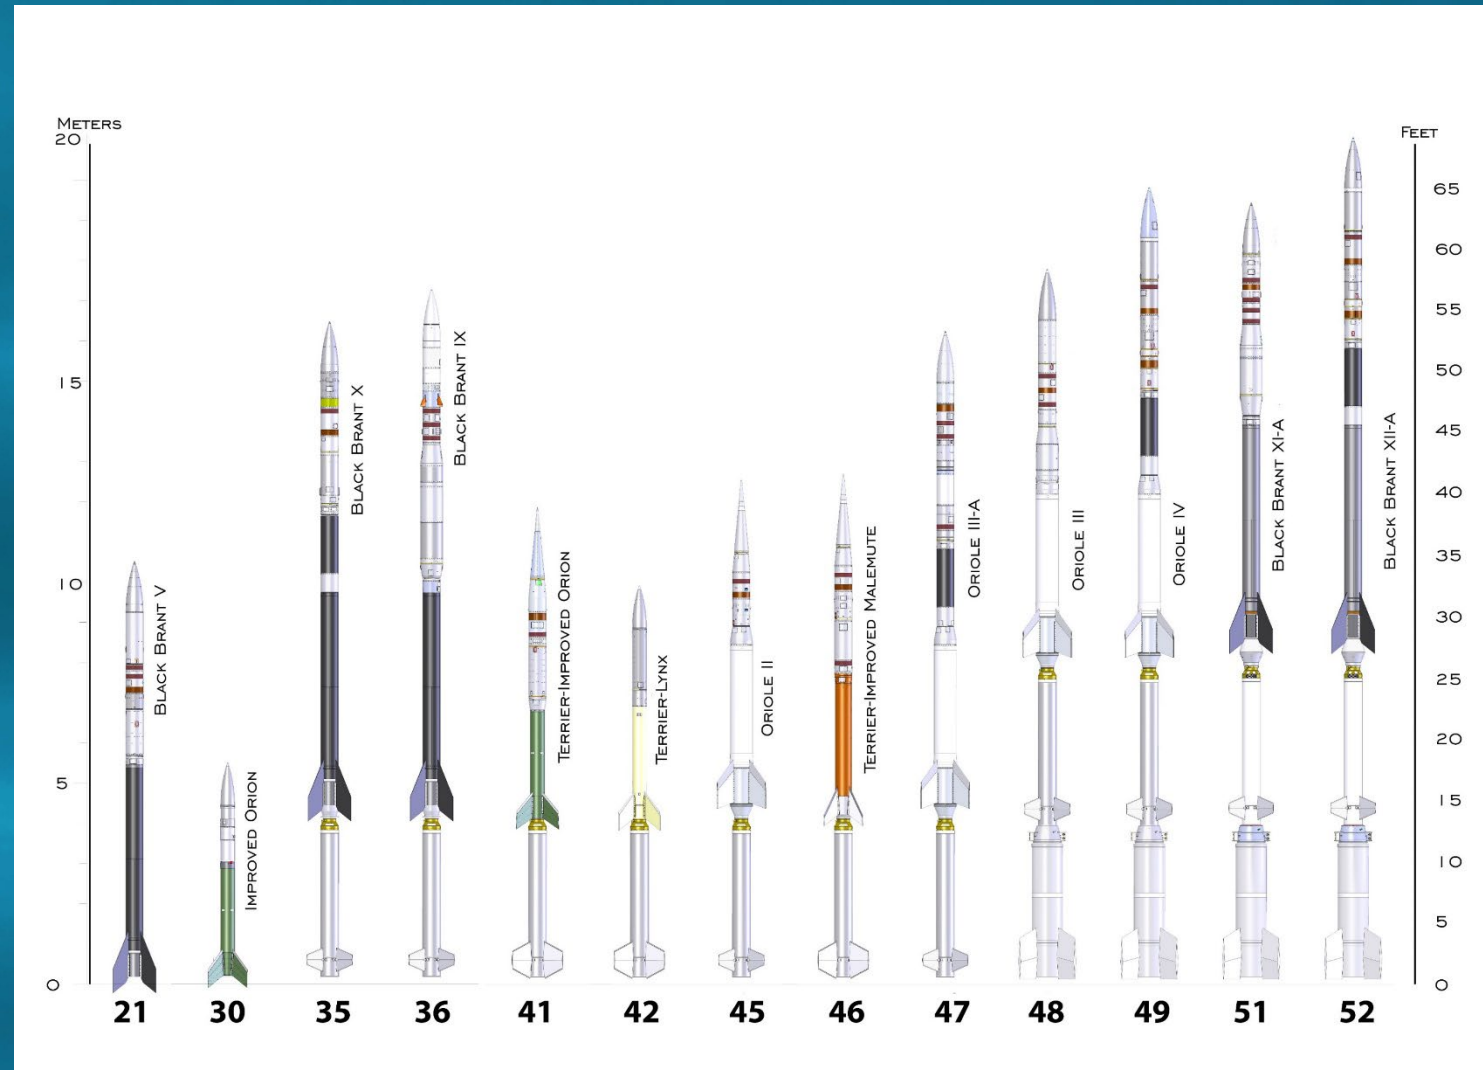 METERS
20
15
10
5
0
FEET
65
60
55
50
45
40
35
30
25
20
15
10
5
0
BLACK BRANT V
IMPROVED ORION
BLACK BRANT X
BLACK BRANT IX
TERRIER-IMPROVED ORION
TERRIER-LYNX
ORIOLE II
TERRIER-IMPROVED MALEMUTE
ORIOLE III-A
ORIOLE III
ORIOLE IV
BLACK BRANT XI-A
BLACK BRANT XII-A
21 30 35 36 41 42 45 46 47 48 49 51 52